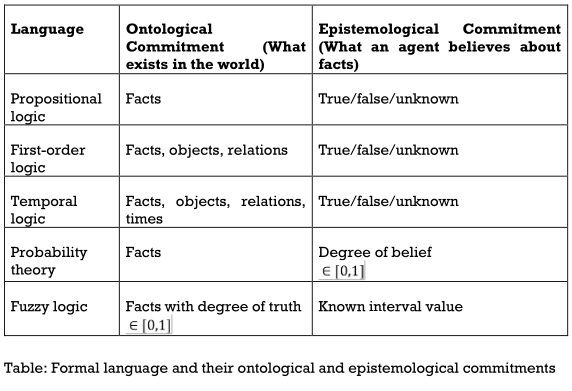 Language
Ontological
Commitment (What
exists in the world)
Epistemological Commitment
(What an agent believes about
facts)
Propositional
logic
Facts
True/false/unknown
First-order
logic
Facts, objects, relations
True/false/unknown
Temporal
logic
Facts, objects, relations,
times
True/false/unknown
Probability
theory
Facts
Degree of belief
∈ [0,1]
Fuzzy logic
Facts with degree of truth
∈ [0,1]
Known interval value
Table: Formal language and their ontological and epistemological commitments